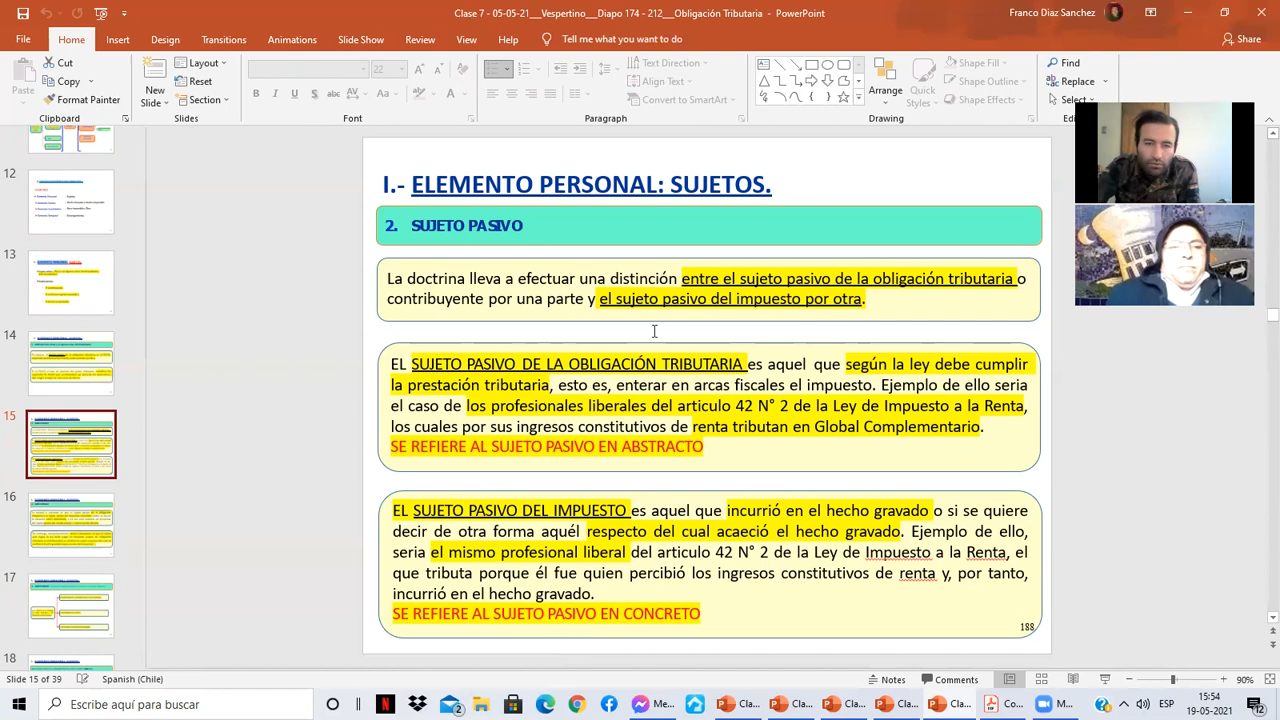 Clase 7 - 05-05-21
(Diap 174 - 212)
File
Home
Insert
Design
Transitions
Animations
Slide Show
Review
View
Help
Tell me what you want to do
Share
Paste
Cut
Copy
Format Painter
Clipboard
New Slide
Layout
Reset
Section
Slides
22
Font
Text Direction
Align Text
Convert to SmartArt
Paragraph
Arrange
Quick Styles
Shape Fill
Shape Outline
Shape Effects
Drawing
Find
Replace
Select
12
13
14
15
16
17
18
I.- ELEMENTO PERSONAL: SUJETOS.
2. SUJETO PASIVO
La doctrina lleva a efectuar una distinción entre el sujeto pasivo de la obligación tributaria o
contribuyente por una parte y el sujeto pasivo del impuesto por otra.
EL SUJETO PASIVO DE LA OBLIGACIÓN TRIBUTARIA es aquel que según la ley debe cumplir
la prestación tributaria, esto es, enterar en arcas fiscales el impuesto. Ejemplo de ello seria
el caso de los profesionales liberales del articulo 42 N° 2 de la Ley de Impuesto a la Renta,
los cuales por sus ingresos constitutivos de renta tributan en Global Complementario.
SE REFIERE AL SUJETO PASIVO EN ABSTRACTO
EL SUJETO PASIVO DEL IMPUESTO es aquel que incurrió en el hecho gravado o si se quiere
decir de otra forma aquél respecto del cual acaeció el hecho gravado. Ejemplo de ello,
seria el mismo profesional liberal del articulo 42 N° 2 de la Ley de Impuesto a la Renta, el
que tributa porque él fue quien percibió los ingresos constitutivos de renta y, por tanto,
incurrió en el hecho gravado.
SE REFIERE AL SUJETO PASIVO EN CONCRETO
188
Slide 15 of 39
Spanish (Chile)
Notes
Comments
90%
Escribe aquí para buscar
2
Cla...
Cla...
Cla...
Cla...
Co...
M...
ESP
15:54
19-05-2021
12